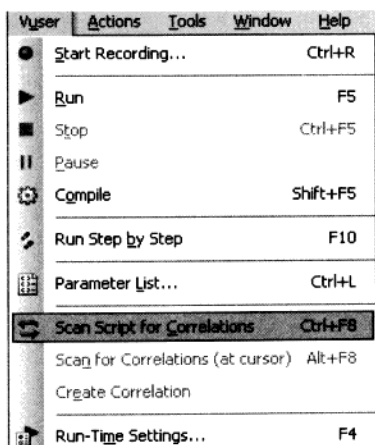 Vuser Actions Tools Window Help
Start Recording... Ctrl+R
Run F5
Stop Ctrl+F5
Pause
Compile Shift+F5
Run Step by Step F10
Parameter List... Ctrl+L
Scan Script for Correlations Ctrl+F8
Scan for Correlations (at cursor) Alt+F8
Create Correlation
Run-Time Settings... F4